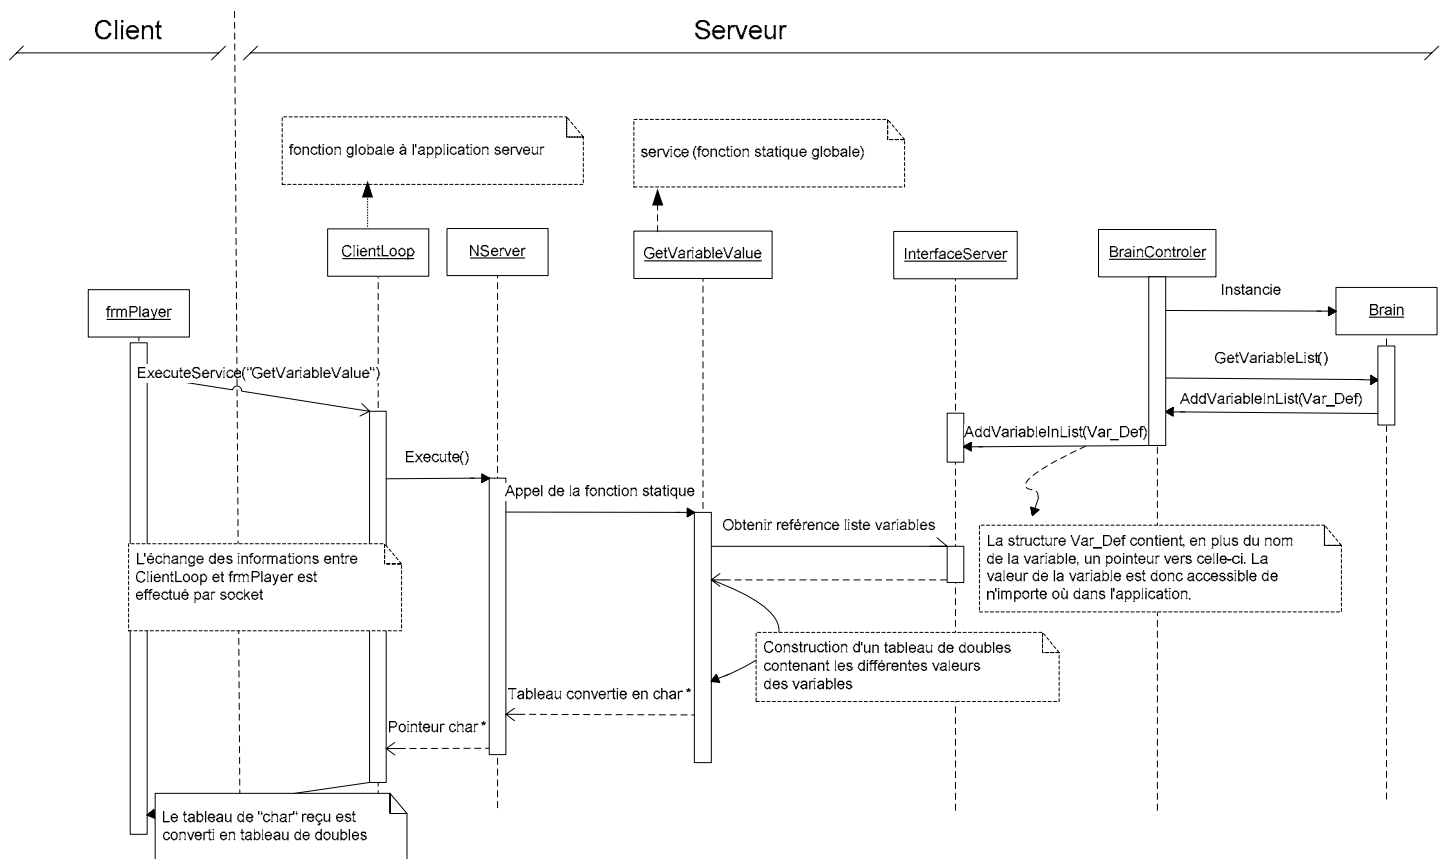 Client
Serveur
fonction globale à l'application serveur
service (fonction statique globale)
ClientLoop
NServer
GetVariableValue
InterfaceServer
BrainControler
Instancie
frmPlayer
Brain
ExecuteService("GetVariableValue")
GetVariableList()
AddVariableInList(Var_Def)
AddVariableInList(Var_Def)
Execute()
Appel de la fonction statique
Obtenir reférence liste variables
L'échange des informations entre
ClientLoop et frmPlayer est
effectué par socket
La structure Var_Def contient, en plus du nom
de la variable, un pointeur vers celle-ci. La
valeur de la variable est donc accessible de
n'importe où dans l'application.
Construction d'un tableau de doubles
contenant les différentes valeurs
des variables
Tableau convertie en char *
Pointeur char *
Le tableau de "char" reçu est
converti en tableau de doubles